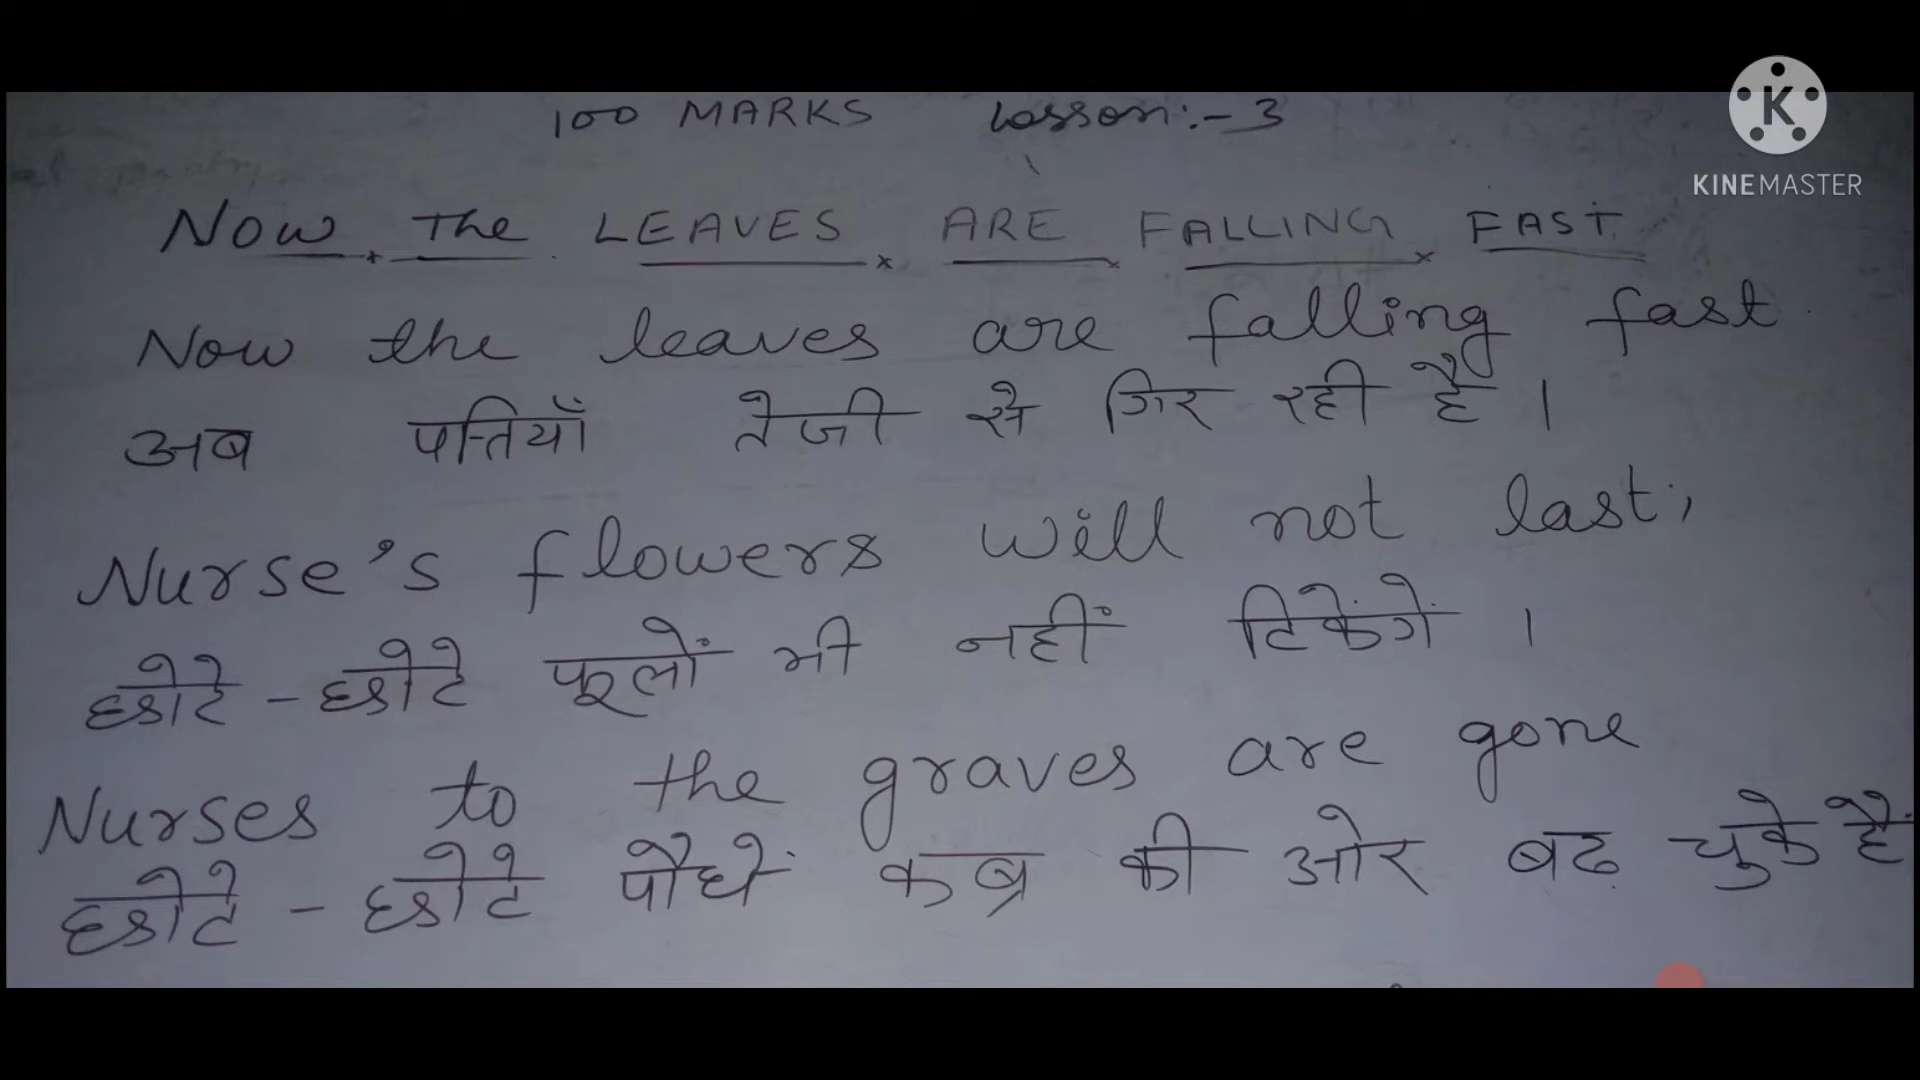 100 MARKS Lesson:- 3
KINEMASTER
NOW The LEAVES ARE FALLING FAST
Now the leaves are falling fast
अब पत्तियाँ तेजी से गिर रही है ।
Nurse's flowers will not last;
छोटे - छोटे फूलों भी नहीं टिकेंगे ।
Nurses to the graves are gone
छोटे - छोटे पौधे कब्र की ओर बढ़ चुके हैं